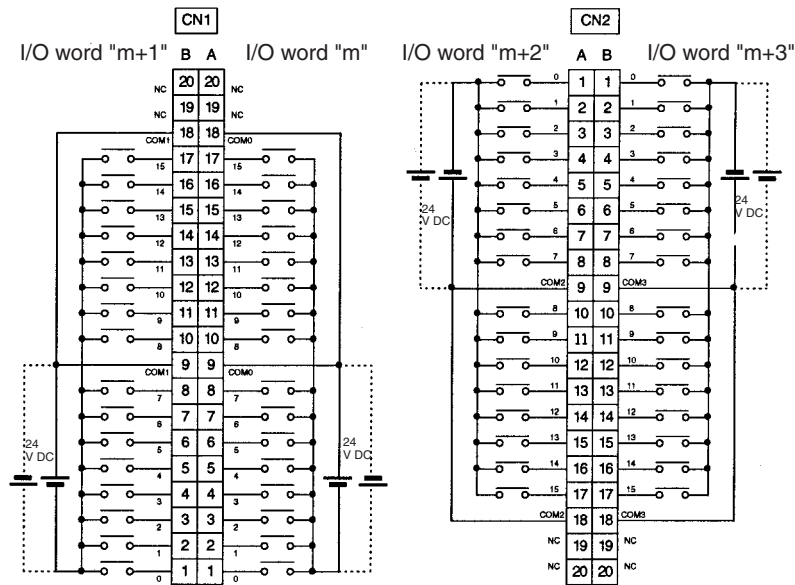 CN1
I/O word "m+1" B A I/O word "m"
NC 20 20 NC
NC 19 19 NC
COM1 18 18 COM0
15 17 17 15
14 16 16 14
13 15 15 13
12 14 14 12
11 13 13 11
10 12 12 10
9 11 11 9
8 10 10 8
COM1 9 9 COM0
7 8 8 7
6 7 7 6
5 6 6 5
4 5 5 4
3 4 4 3
2 3 3 2
1 2 2 1
0 1 1 0
24
V DC
24
V DC
CN2
I/O word "m+2" A B I/O word "m+3"
0 1 1 0
1 2 2 1
2 3 3 2
3 4 4 3
4 5 5 4
5 6 6 5
6 7 7 6
7 8 8 7
COM2 9 9 COM3
8 10 10 8
9 11 11 9
10 12 12 10
11 13 13 11
12 14 14 12
13 15 15 13
14 16 16 14
15 17 17 15
COM2 18 18 COM3
NC 19 19 NC
NC 20 20 NC
24
V DC
24
V DC